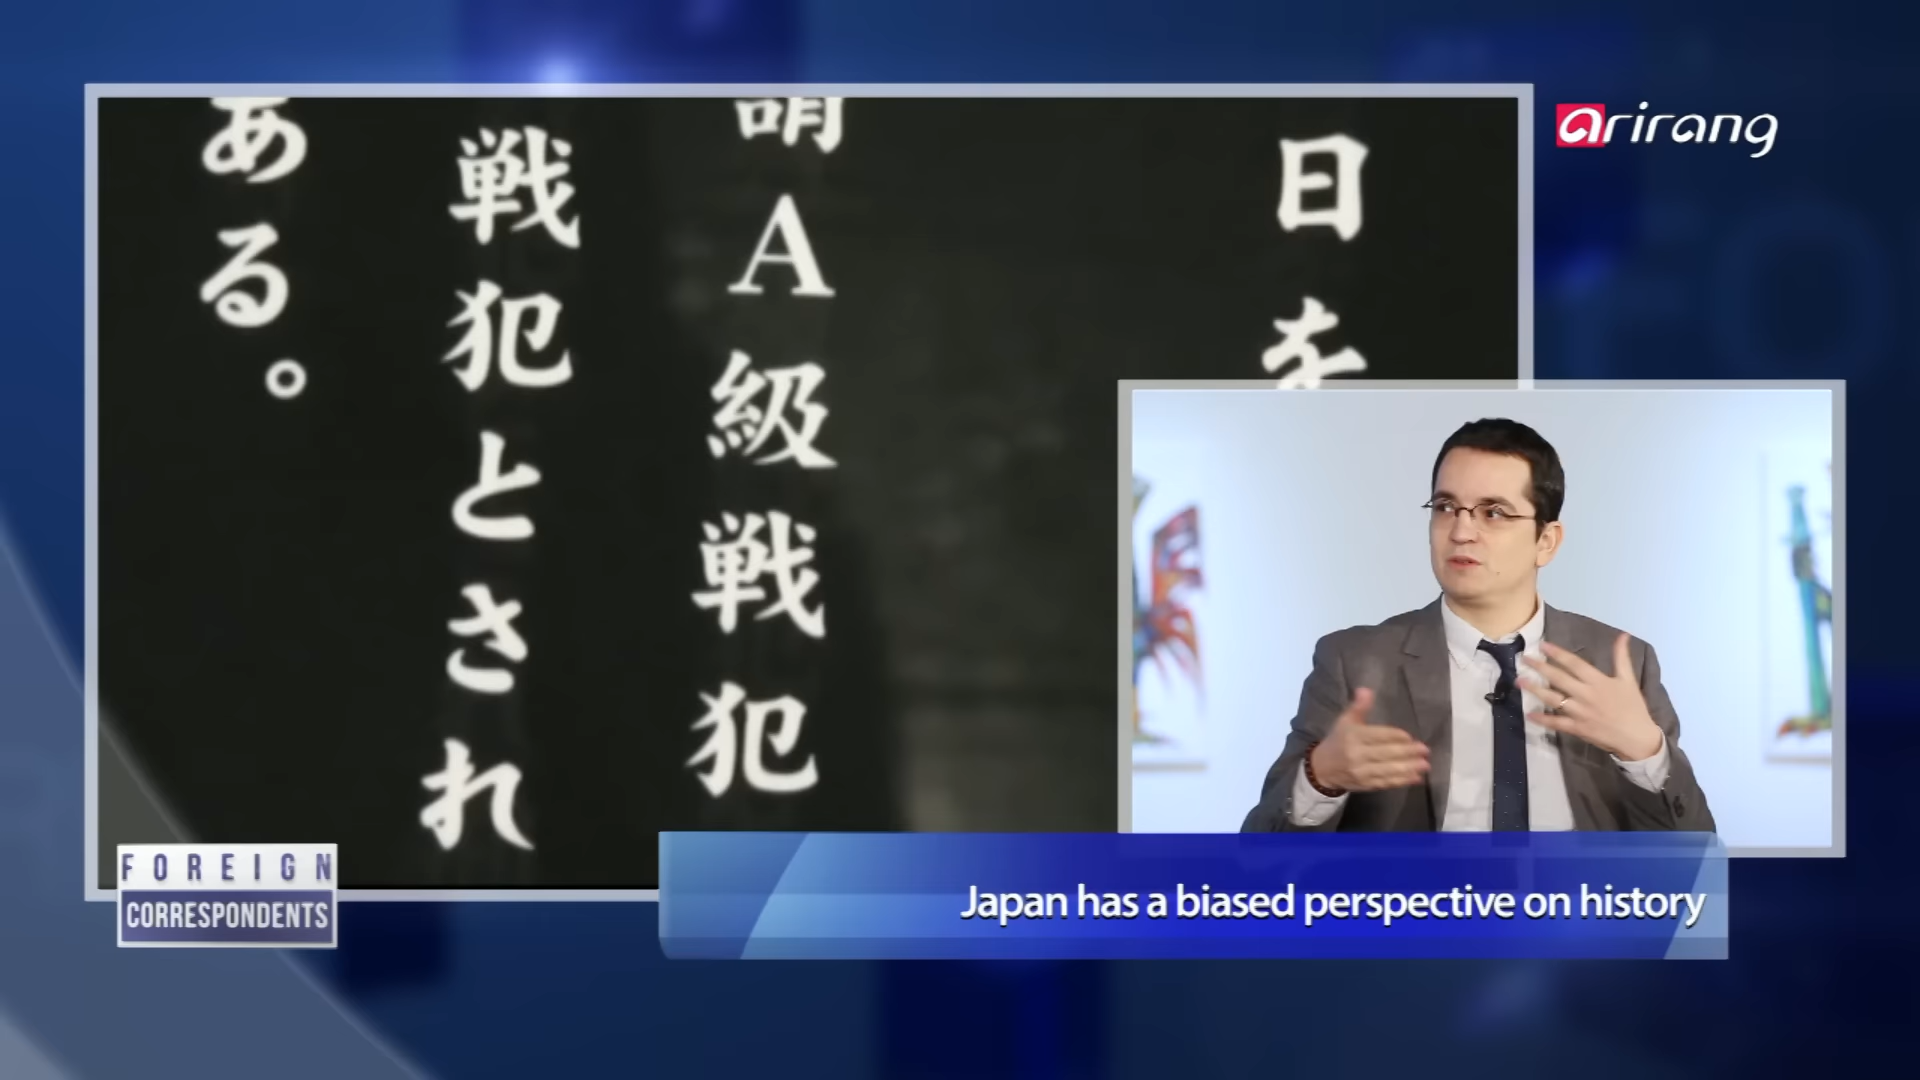 arirang
日を
A級戦犯
戦犯とされ
ある。
FOREIGN
CORRESPONDENTS
Japan has a biased perspective on history